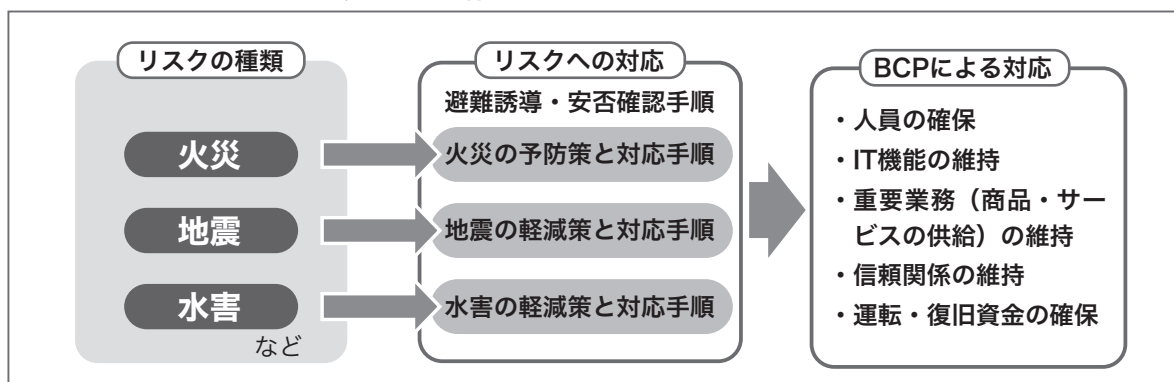 リスクの種類
火災
地震
水害
など
リスクへの対応
避難誘導・安否確認手順
火災の予防策と対応手順
地震の軽減策と対応手順
水害の軽減策と対応手順
BCPによる対応
・人員の確保
・IT機能の維持
・重要業務（商品・サー
ビスの供給）の維持
・信頼関係の維持
・運転・復旧資金の確保